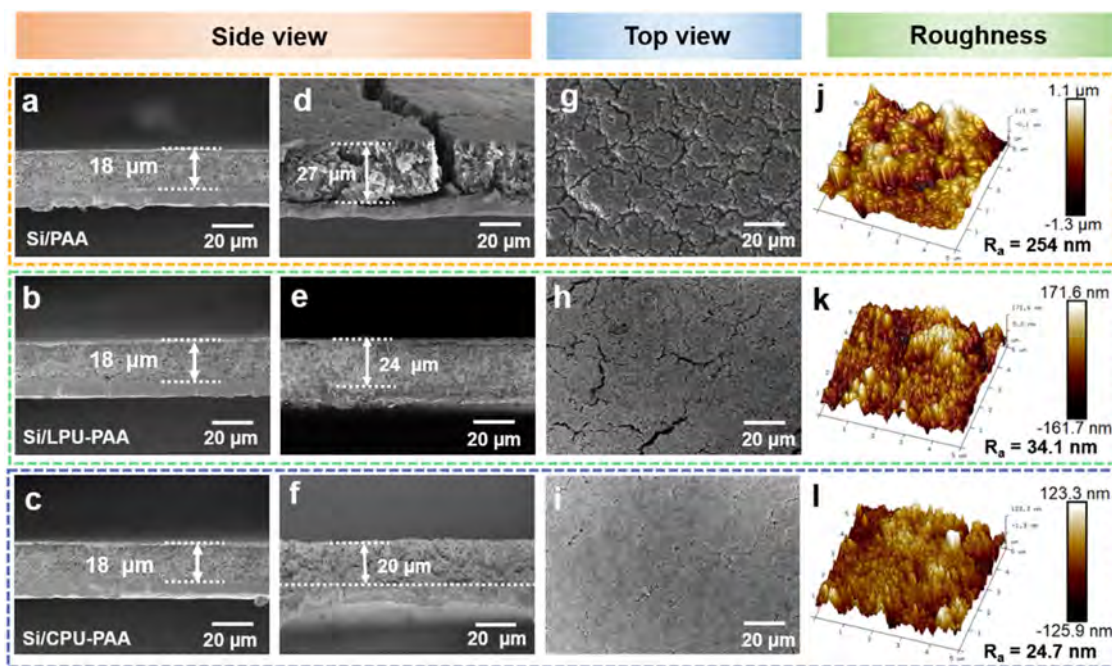 Side view
Top view
Roughness
a
18 μm
Si/PAA
20 μm
d
27 μm
20 μm
g
20 μm
j
1.1 μm
-1.3 μm
Ra = 254 nm
b
18 μm
Si/LPU-PAA
20 μm
e
24 μm
20 μm
h
20 μm
k
171.6 nm
-161.7 nm
Ra = 34.1 nm
c
18 μm
Si/CPU-PAA
20 μm
f
20 μm
20 μm
i
20 μm
l
123.3 nm
-125.9 nm
Ra = 24.7 nm